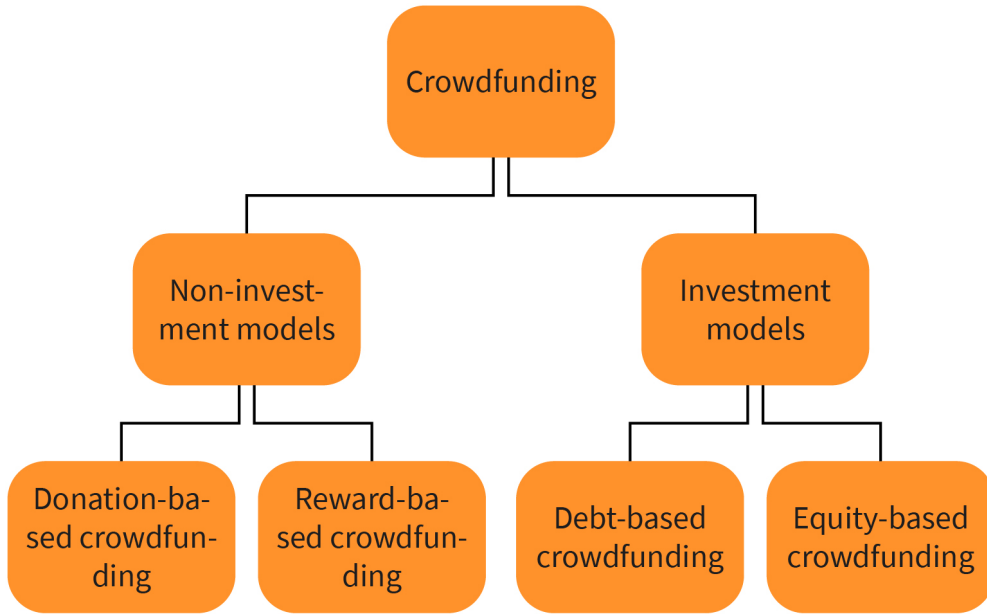 Crowdfunding
Non-invest-
ment models
Investment
models
Donation-ba-
sed crowdfun-
ding
Reward-ba-
sed crowdfun-
ding
Debt-based
crowdfunding
Equity-based
crowdfunding